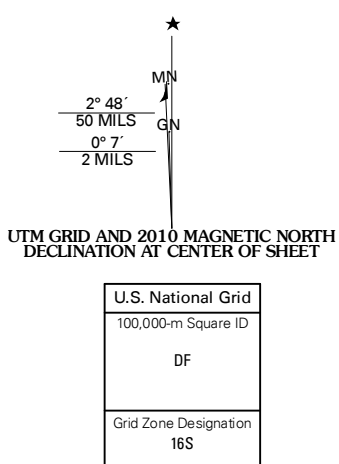 ★
MN
2° 48´
50 MILS
GN
0° 7´
2 MILS
UTM GRID AND 2010 MAGNETIC NORTH
DECLINATION AT CENTER OF SHEET
U.S. National Grid
100,000-m Square ID
DF
Grid Zone Designation
16S